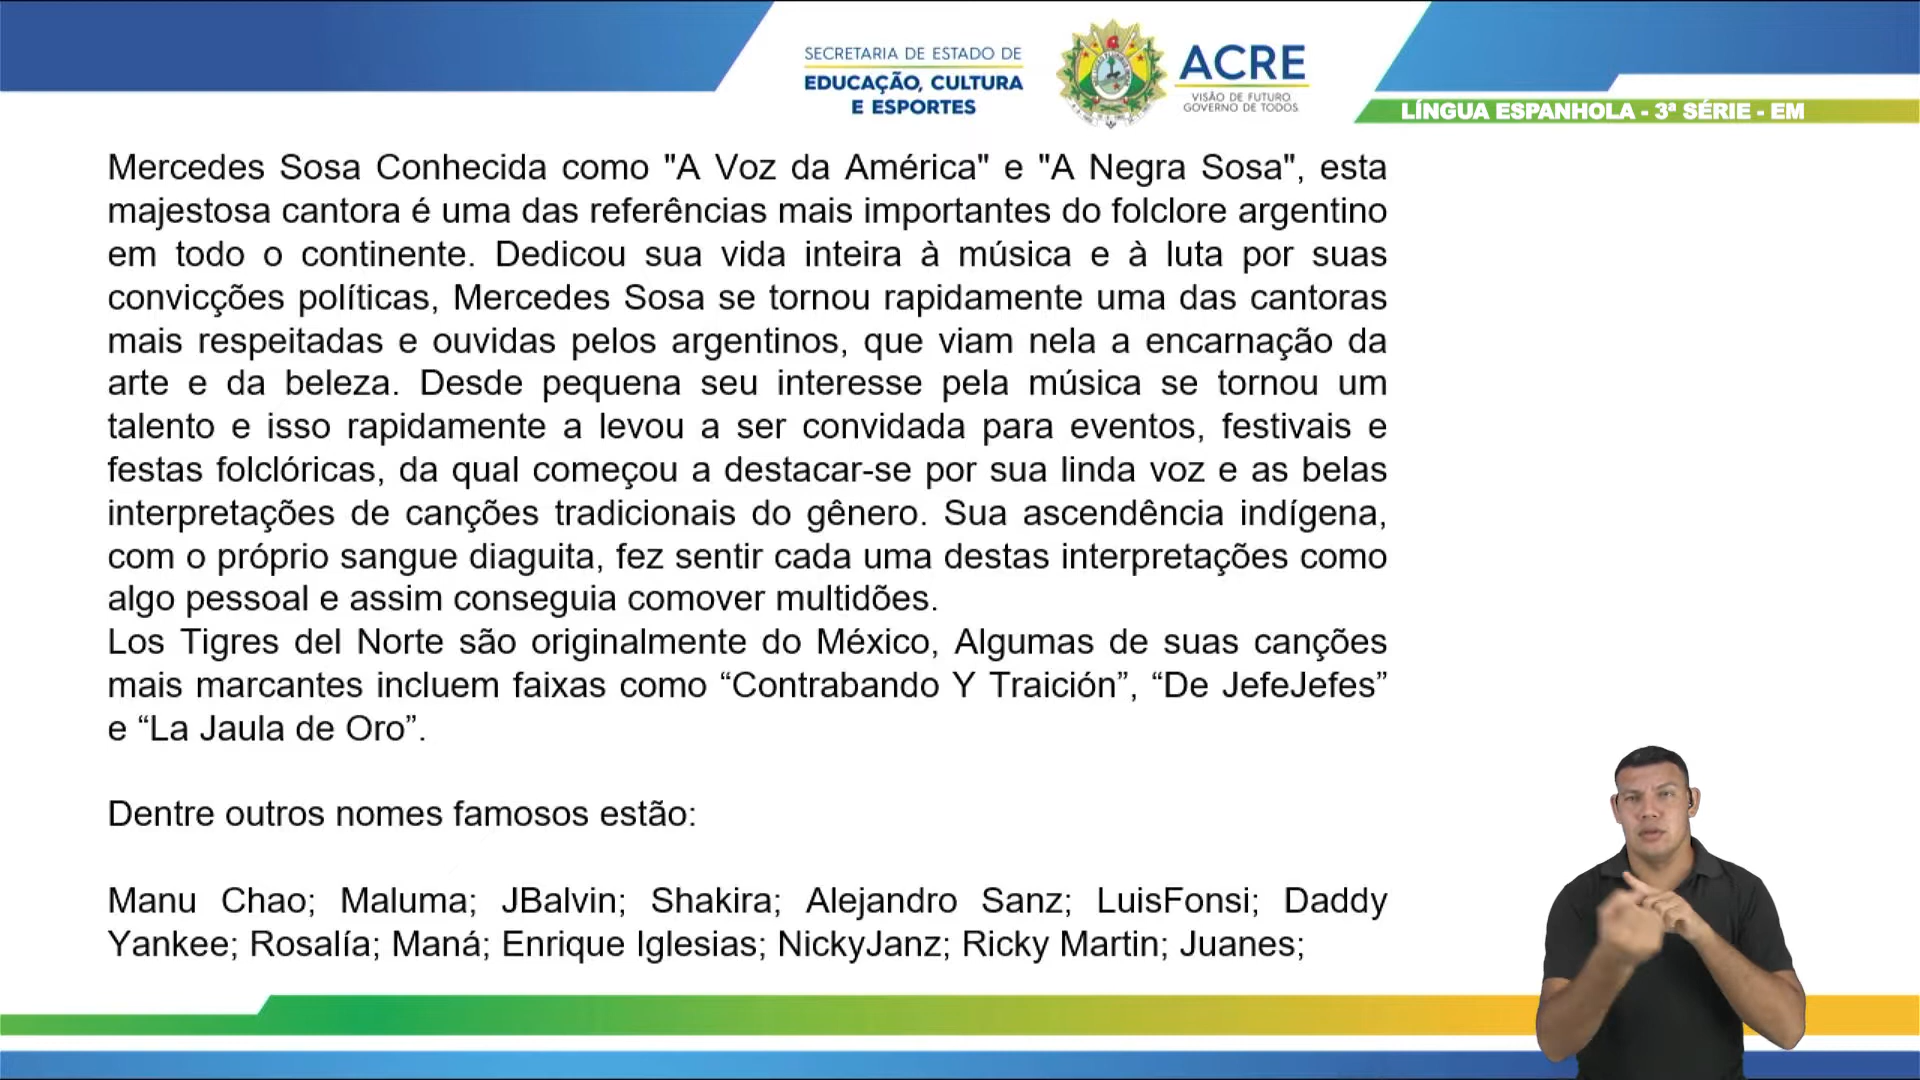 SECRETARIA DE ESTADO DE
EDUCAÇÃO, CULTURA
E ESPORTES
ACRE
VISÃO DE FUTURO.
GOVERNO DE TODOS.
LÍNGUA ESPANHOLA - 3ª SÉRIE - EM
Mercedes Sosa Conhecida como "A Voz da América" e "A Negra Sosa", esta
majestosa cantora é uma das referências mais importantes do folclore argentino
em todo o continente. Dedicou sua vida inteira à música e à luta por suas
convicções políticas, Mercedes Sosa se tornou rapidamente uma das cantoras
mais respeitadas e ouvidas pelos argentinos, que viam nela a encarnação da
arte e da beleza. Desde pequena seu interesse pela música se tornou um
talento e isso rapidamente a levou a ser convidada para eventos, festivais e
festas folclóricas, da qual começou a destacar-se por sua linda voz e as belas
interpretações de canções tradicionais do gênero. Sua ascendência indígena,
com o próprio sangue diaguita, fez sentir cada uma destas interpretações como
algo pessoal e assim conseguia comover multidões.
Los Tigres del Norte são originalmente do México, Algumas de suas canções
mais marcantes incluem faixas como “Contrabando Y Traición”, “De JefeJefes”
e “La Jaula de Oro”.
Dentre outros nomes famosos estão:
Manu Chao; Maluma; JBalvin; Shakira; Alejandro Sanz; LuisFonsi; Daddy
Yankee; Rosalía; Maná; Enrique Iglesias; NickyJanz; Ricky Martin; Juanes;